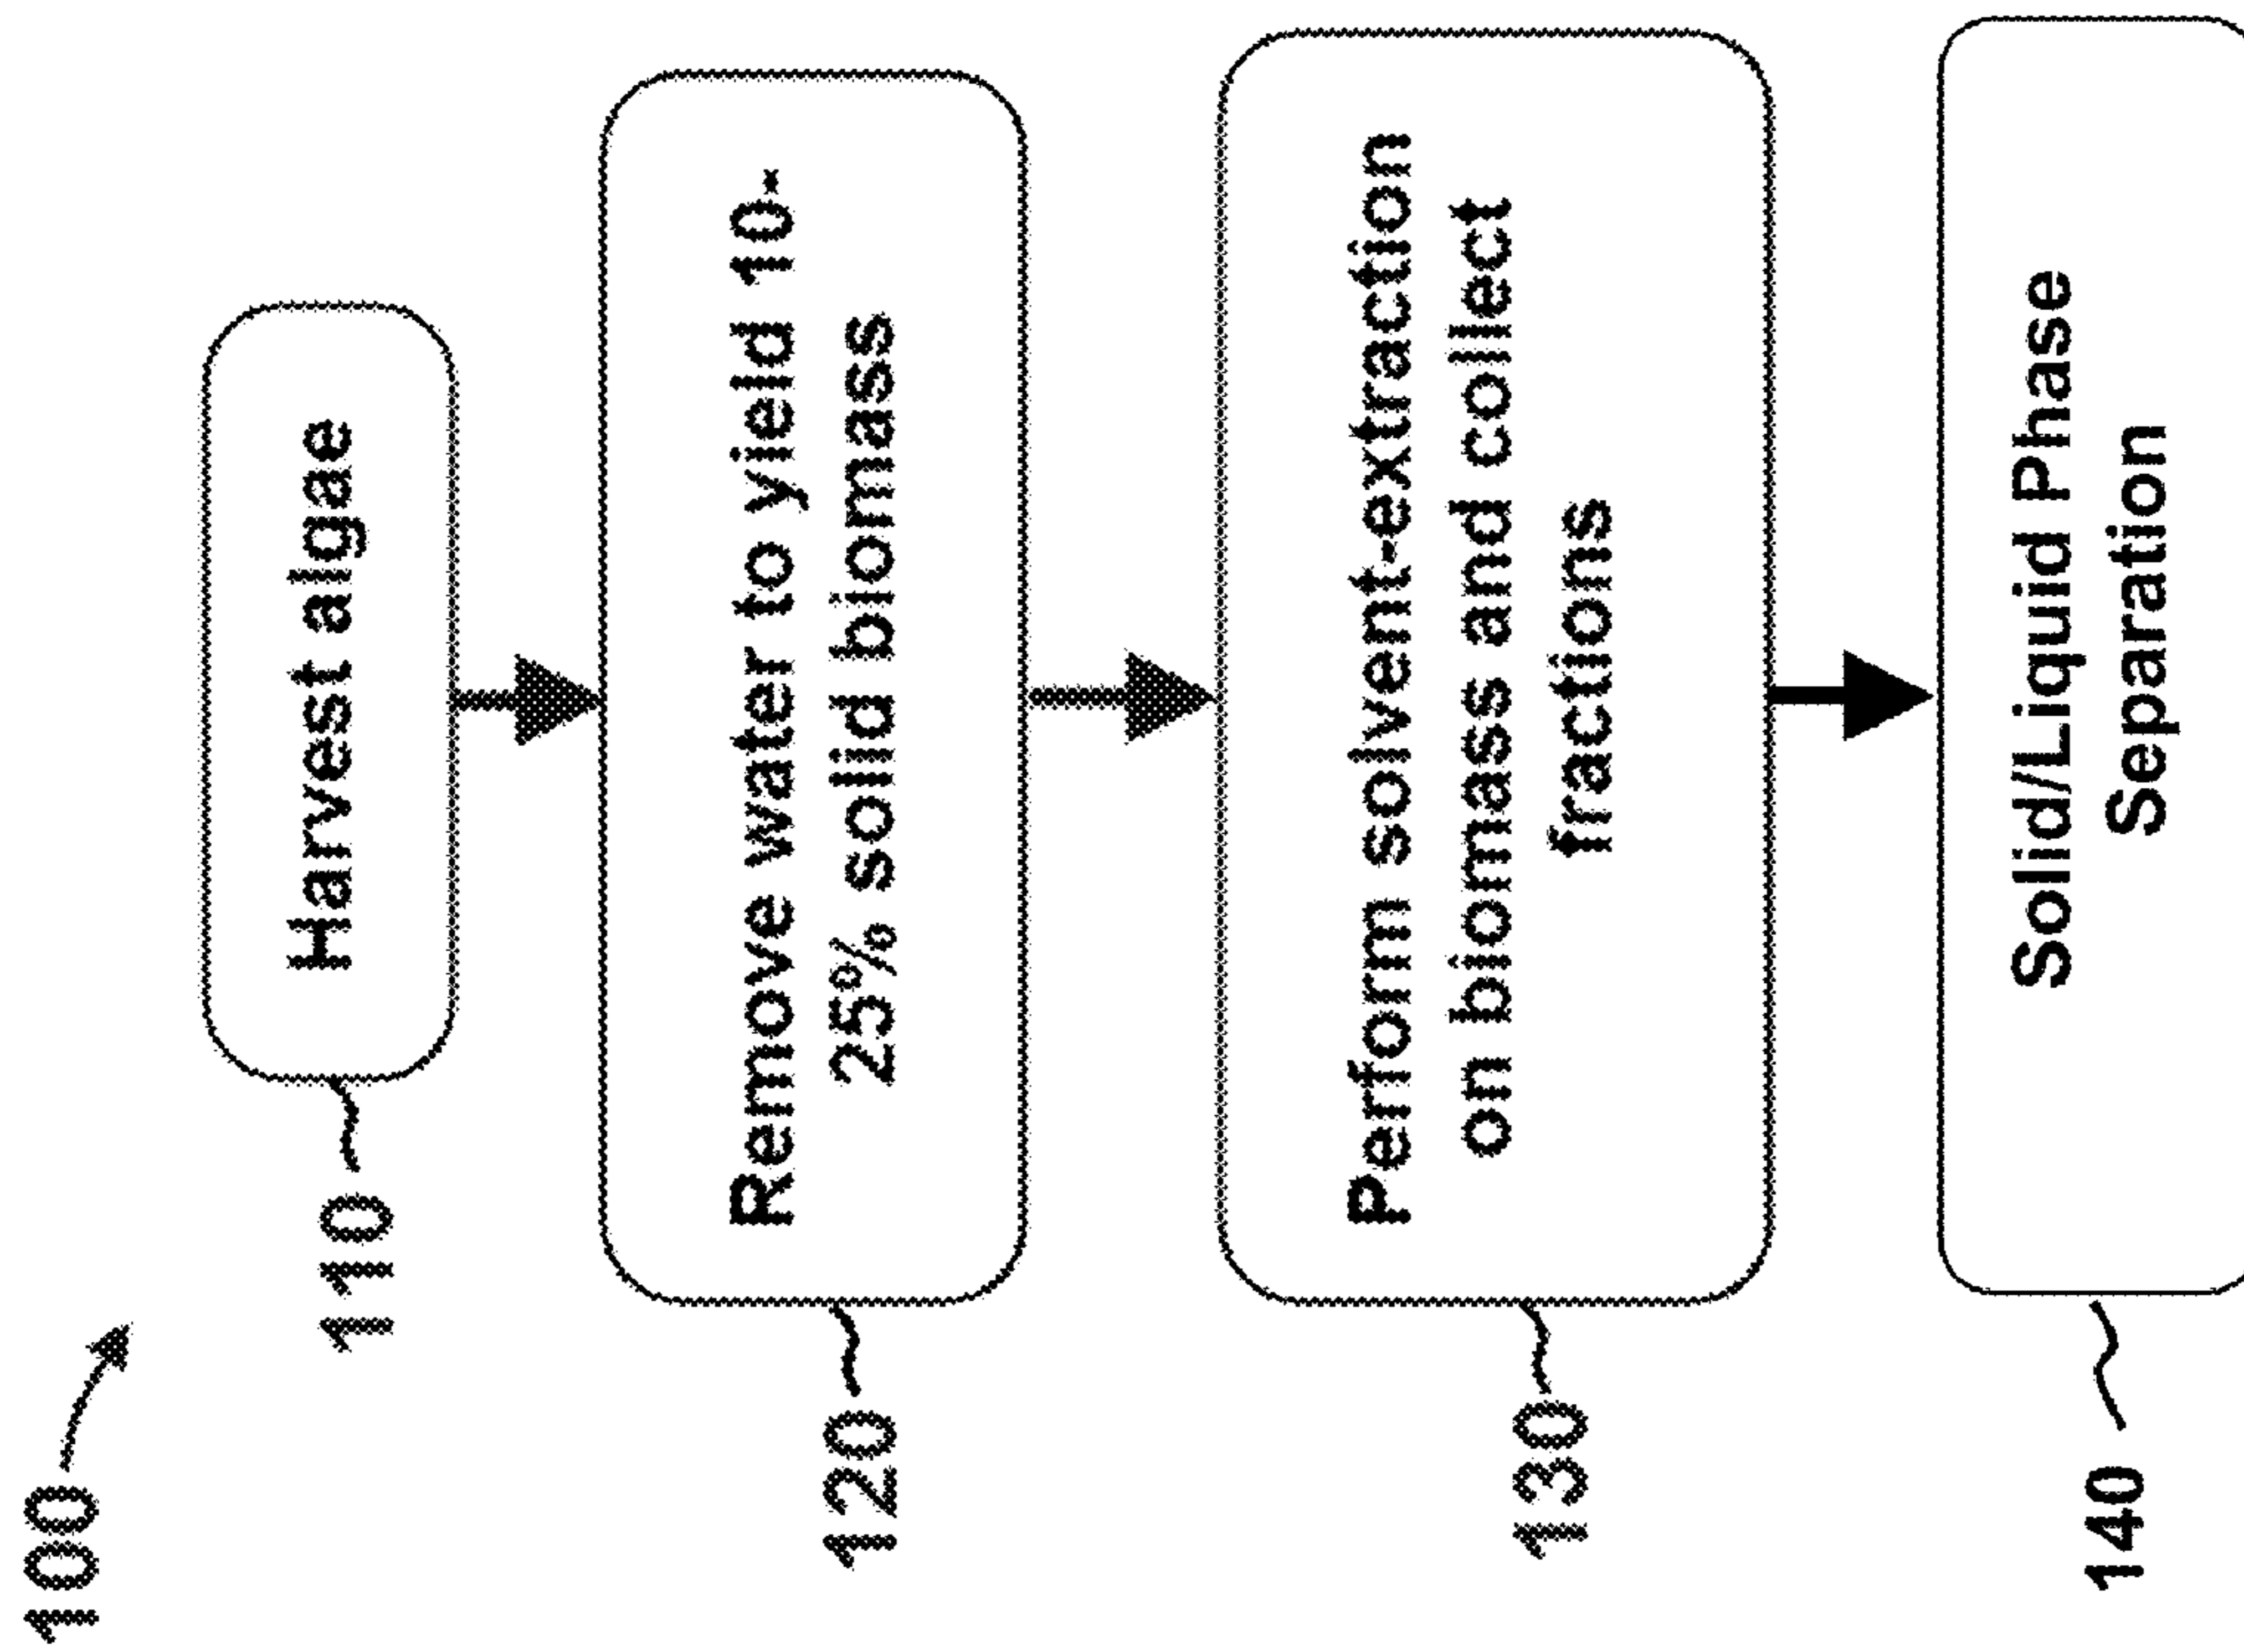 100
110
Harvest algae
120
Remove water to yield 10-
25% solid biomass
130
Perform solvent-extraction
on biomass and collect
fractions
140
Solid/Liquid Phase
Separation